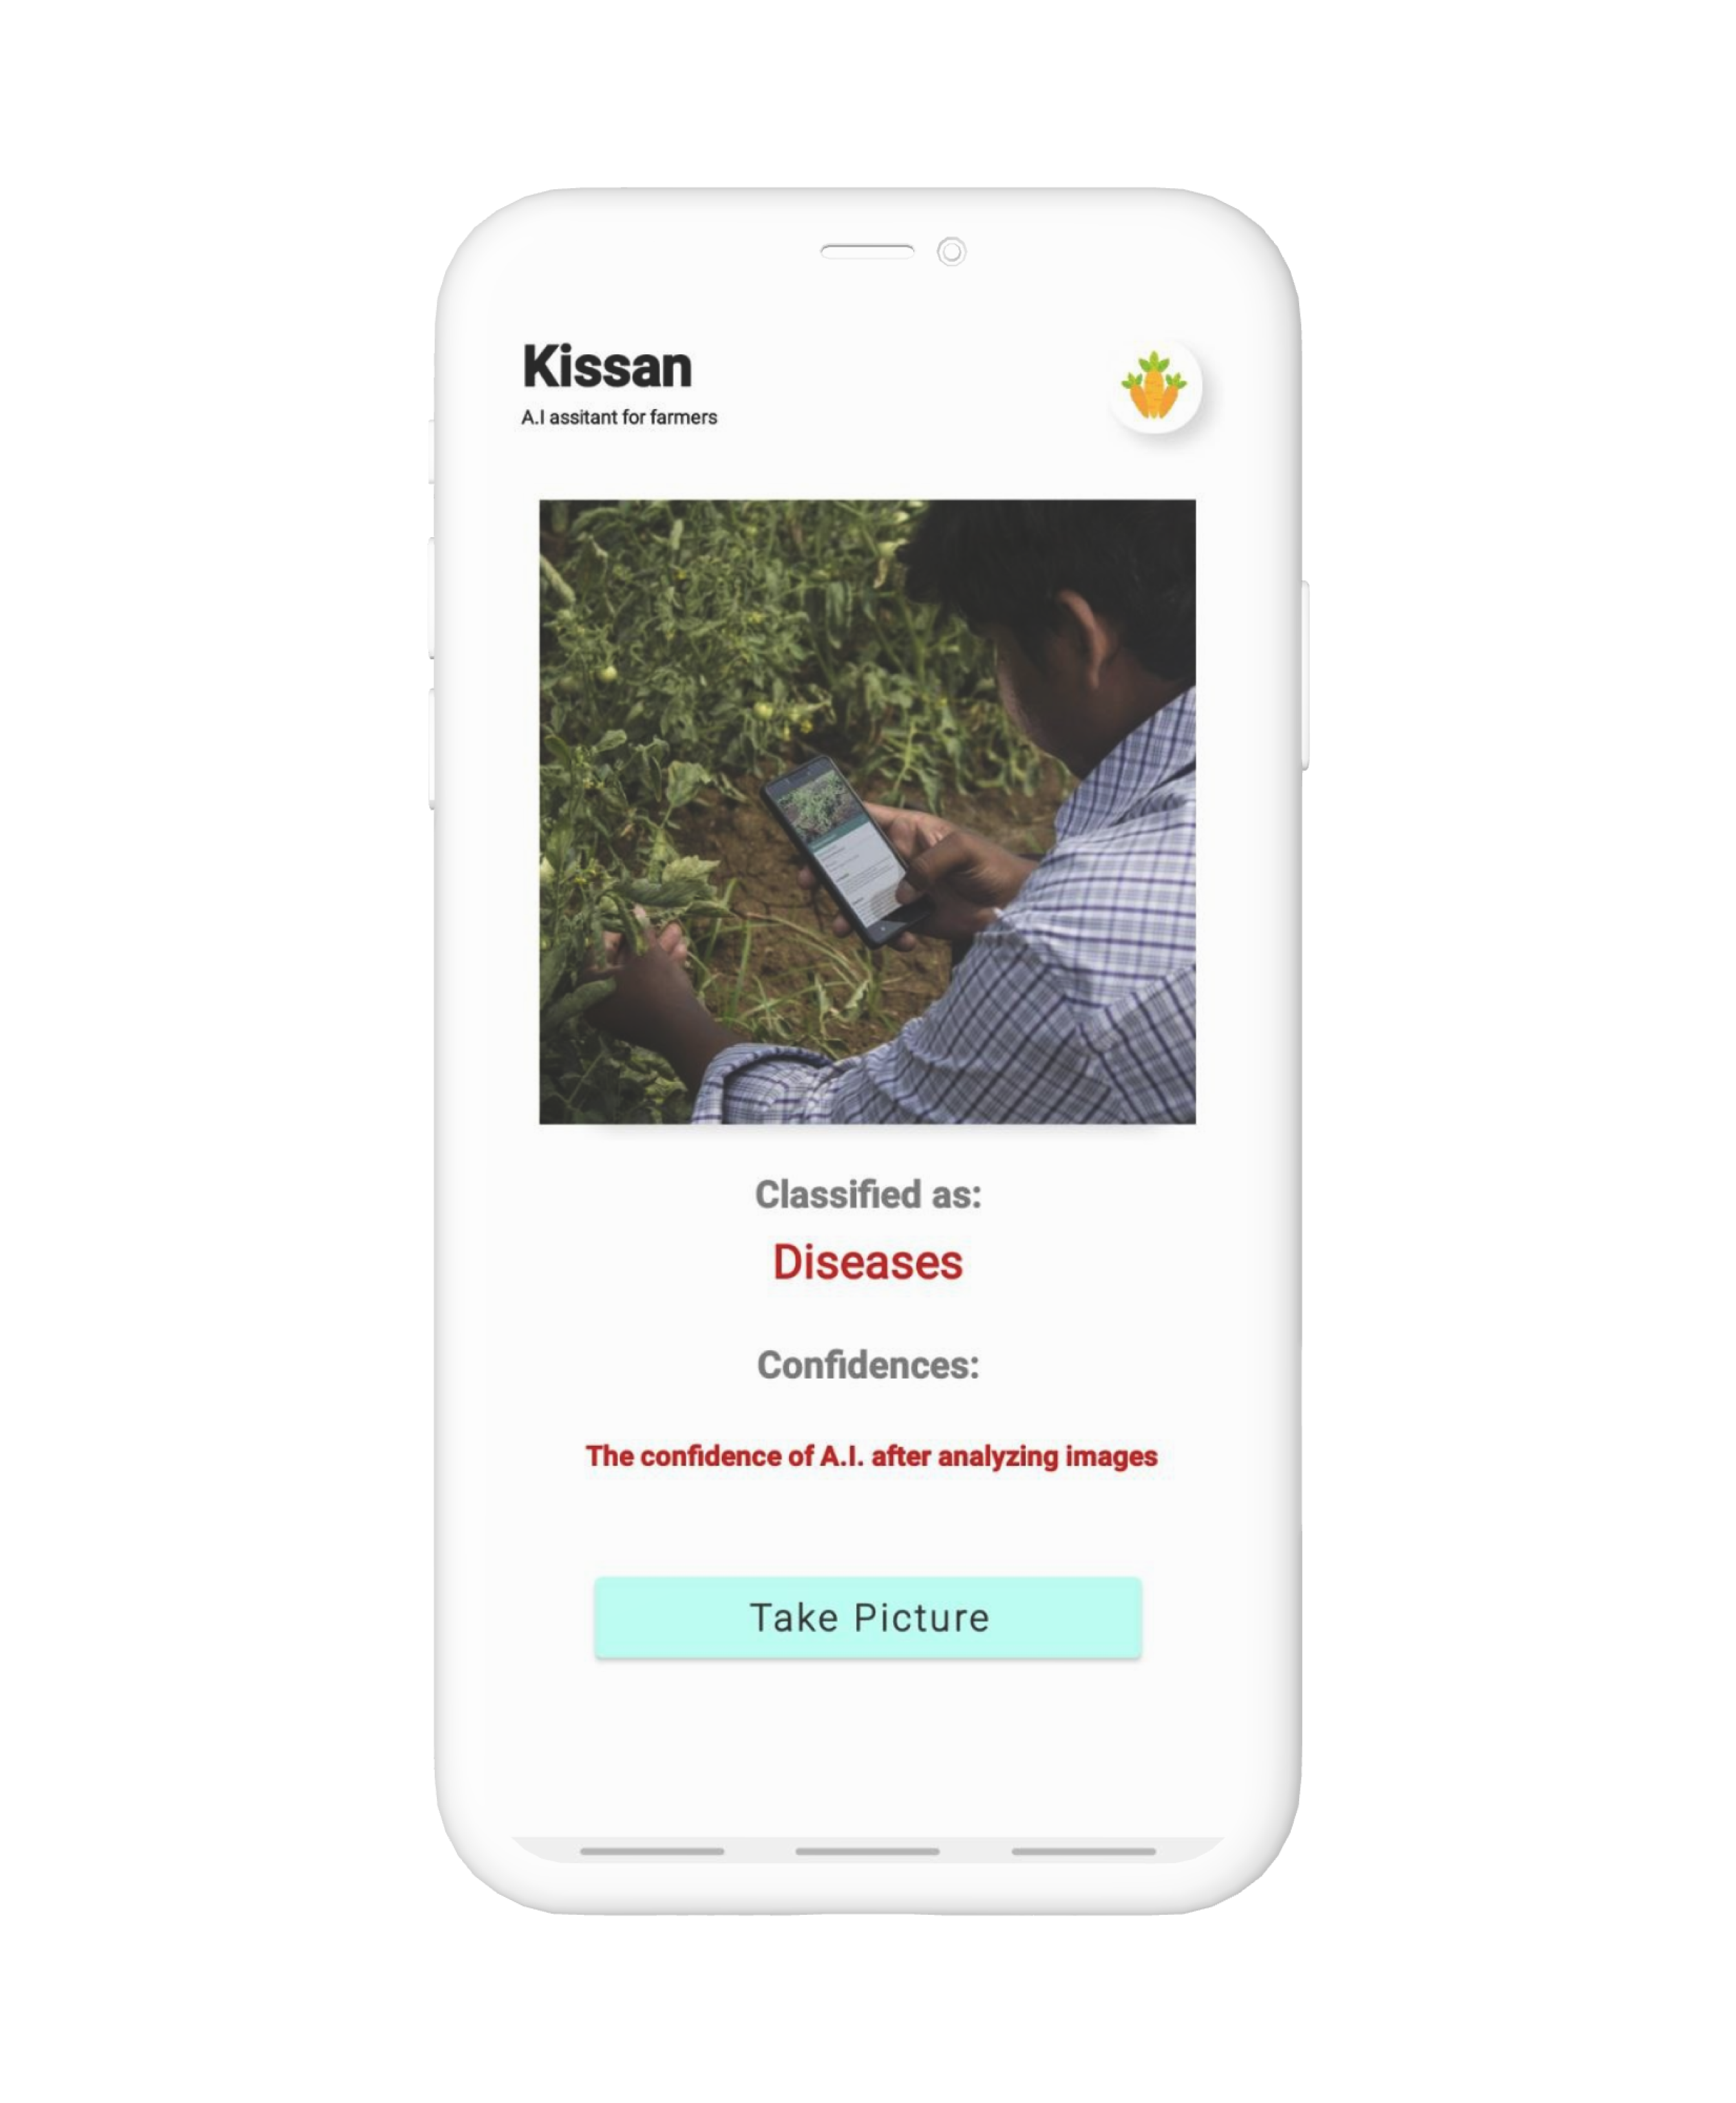 Kissan
A.I assitant for farmers
Classified as:
Diseases
Confidences:
The confidence of A.I. after analyzing images
Take Picture